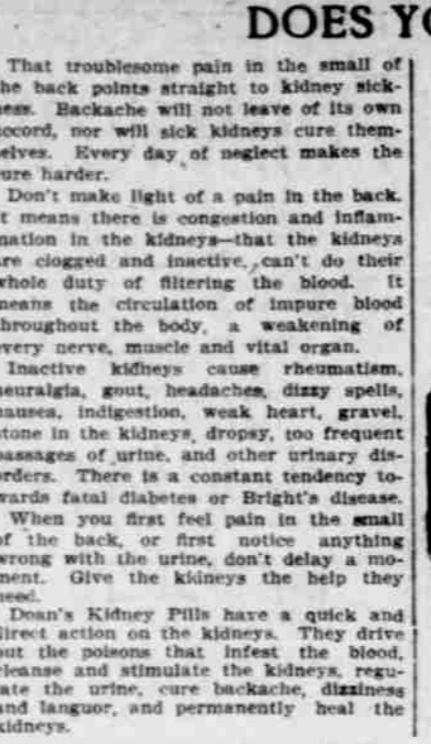 DOES YO
That troublesome pain in the small of
he back points straight to kidney sick-
ness. Backache will not leave of its own
accord, nor will sick kidneys cure them-
selves. Every day of neglect makes the
cure harder.
Don't make light of a pain in the back.
It means there is congestion and inflam-
mation in the kidneys—that the kidneys
are clogged and inactive, can't do their
whole duty of filtering the blood. It
means the circulation of impure blood
throughout the body, a weakening of
every nerve, muscle and vital organ.
Inactive kidneys cause rheumatism,
neuralgia, gout, headaches, dizzy spells,
nausea, indigestion, weak heart, gravel,
stone in the kidneys, dropsy, too frequent
passages of urine, and other urinary dis-
orders. There is a constant tendency to-
wards fatal diabetes or Bright's disease.
When you first feel pain in the small
of the back, or first notice anything
wrong with the urine, don't delay a mo-
ment. Give the kidneys the help they
need.
Doan's Kidney Pills have a quick and
direct action on the kidneys. They drive
out the poisons that infest the blood,
cleanse and stimulate the kidneys, regu-
late the urine, cure backache, dizziness
and languor, and permanently heal the
kidneys.